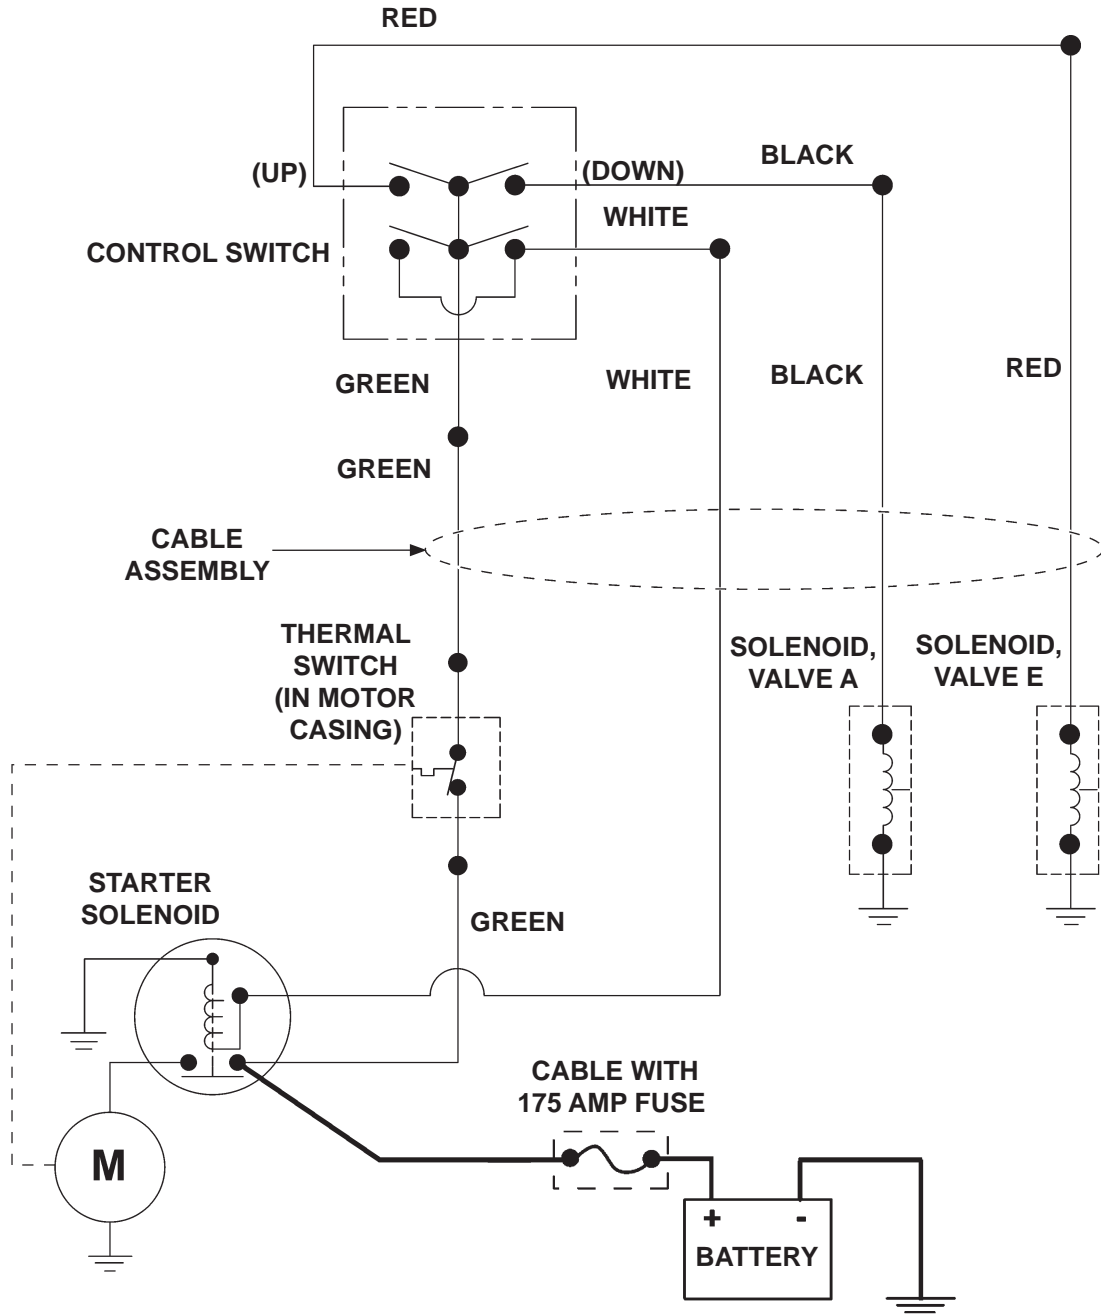 RED
(UP)
(DOWN)
BLACK
WHITE
CONTROL SWITCH
GREEN
WHITE
BLACK
RED
GREEN
CABLE
ASSEMBLY
THERMAL
SWITCH
(IN MOTOR
CASING)
SOLENOID,
VALVE A
SOLENOID,
VALVE E
STARTER
SOLENOID
GREEN
CABLE WITH
175 AMP FUSE
M
+
-
BATTERY